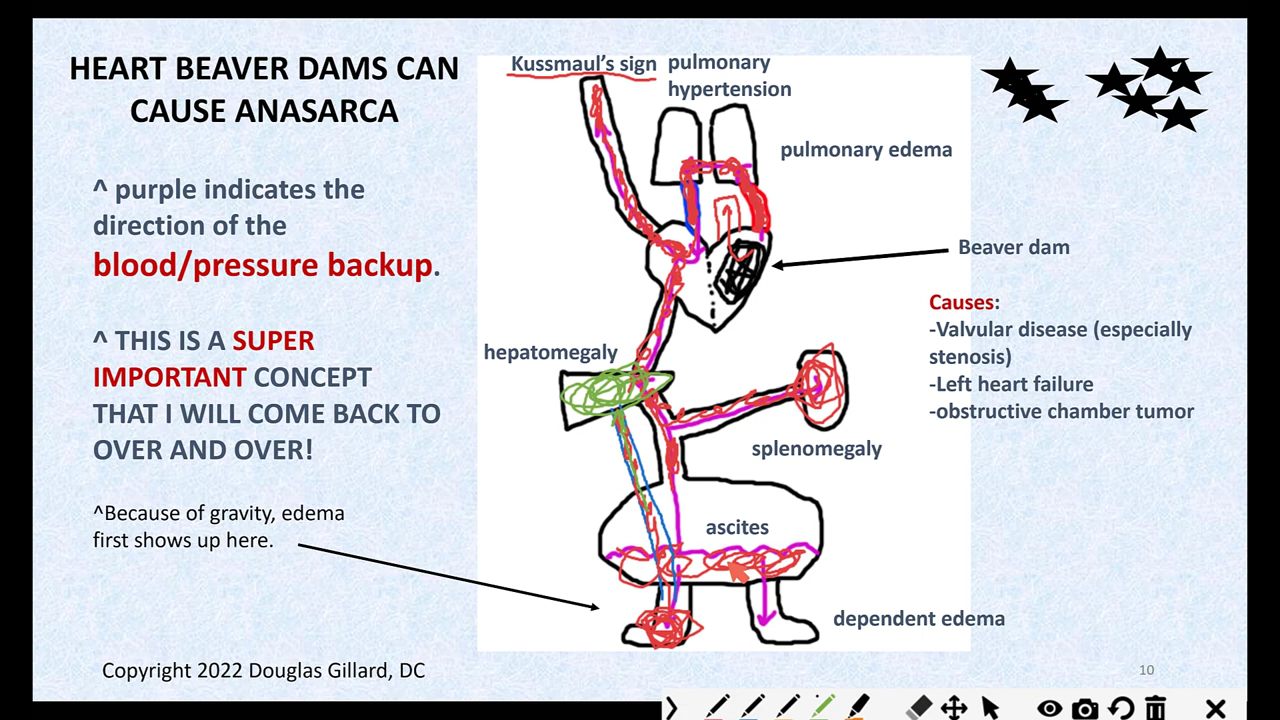 HEART BEAVER DAMS CAN
CAUSE ANASARCA
^ purple indicates the
direction of the
blood/pressure backup.
^ THIS IS A SUPER
IMPORTANT CONCEPT
THAT I WILL COME BACK TO
OVER AND OVER!
^Because of gravity, edema
first shows up here.
Copyright 2022 Douglas Gillard, DC
Kussmaul's sign
pulmonary
hypertension
pulmonary edema
Beaver dam
Causes:
-Valvular disease (especially
stenosis)
-Left heart failure
-obstructive chamber tumor
hepatomegaly
splenomegaly
ascites
dependent edema
10